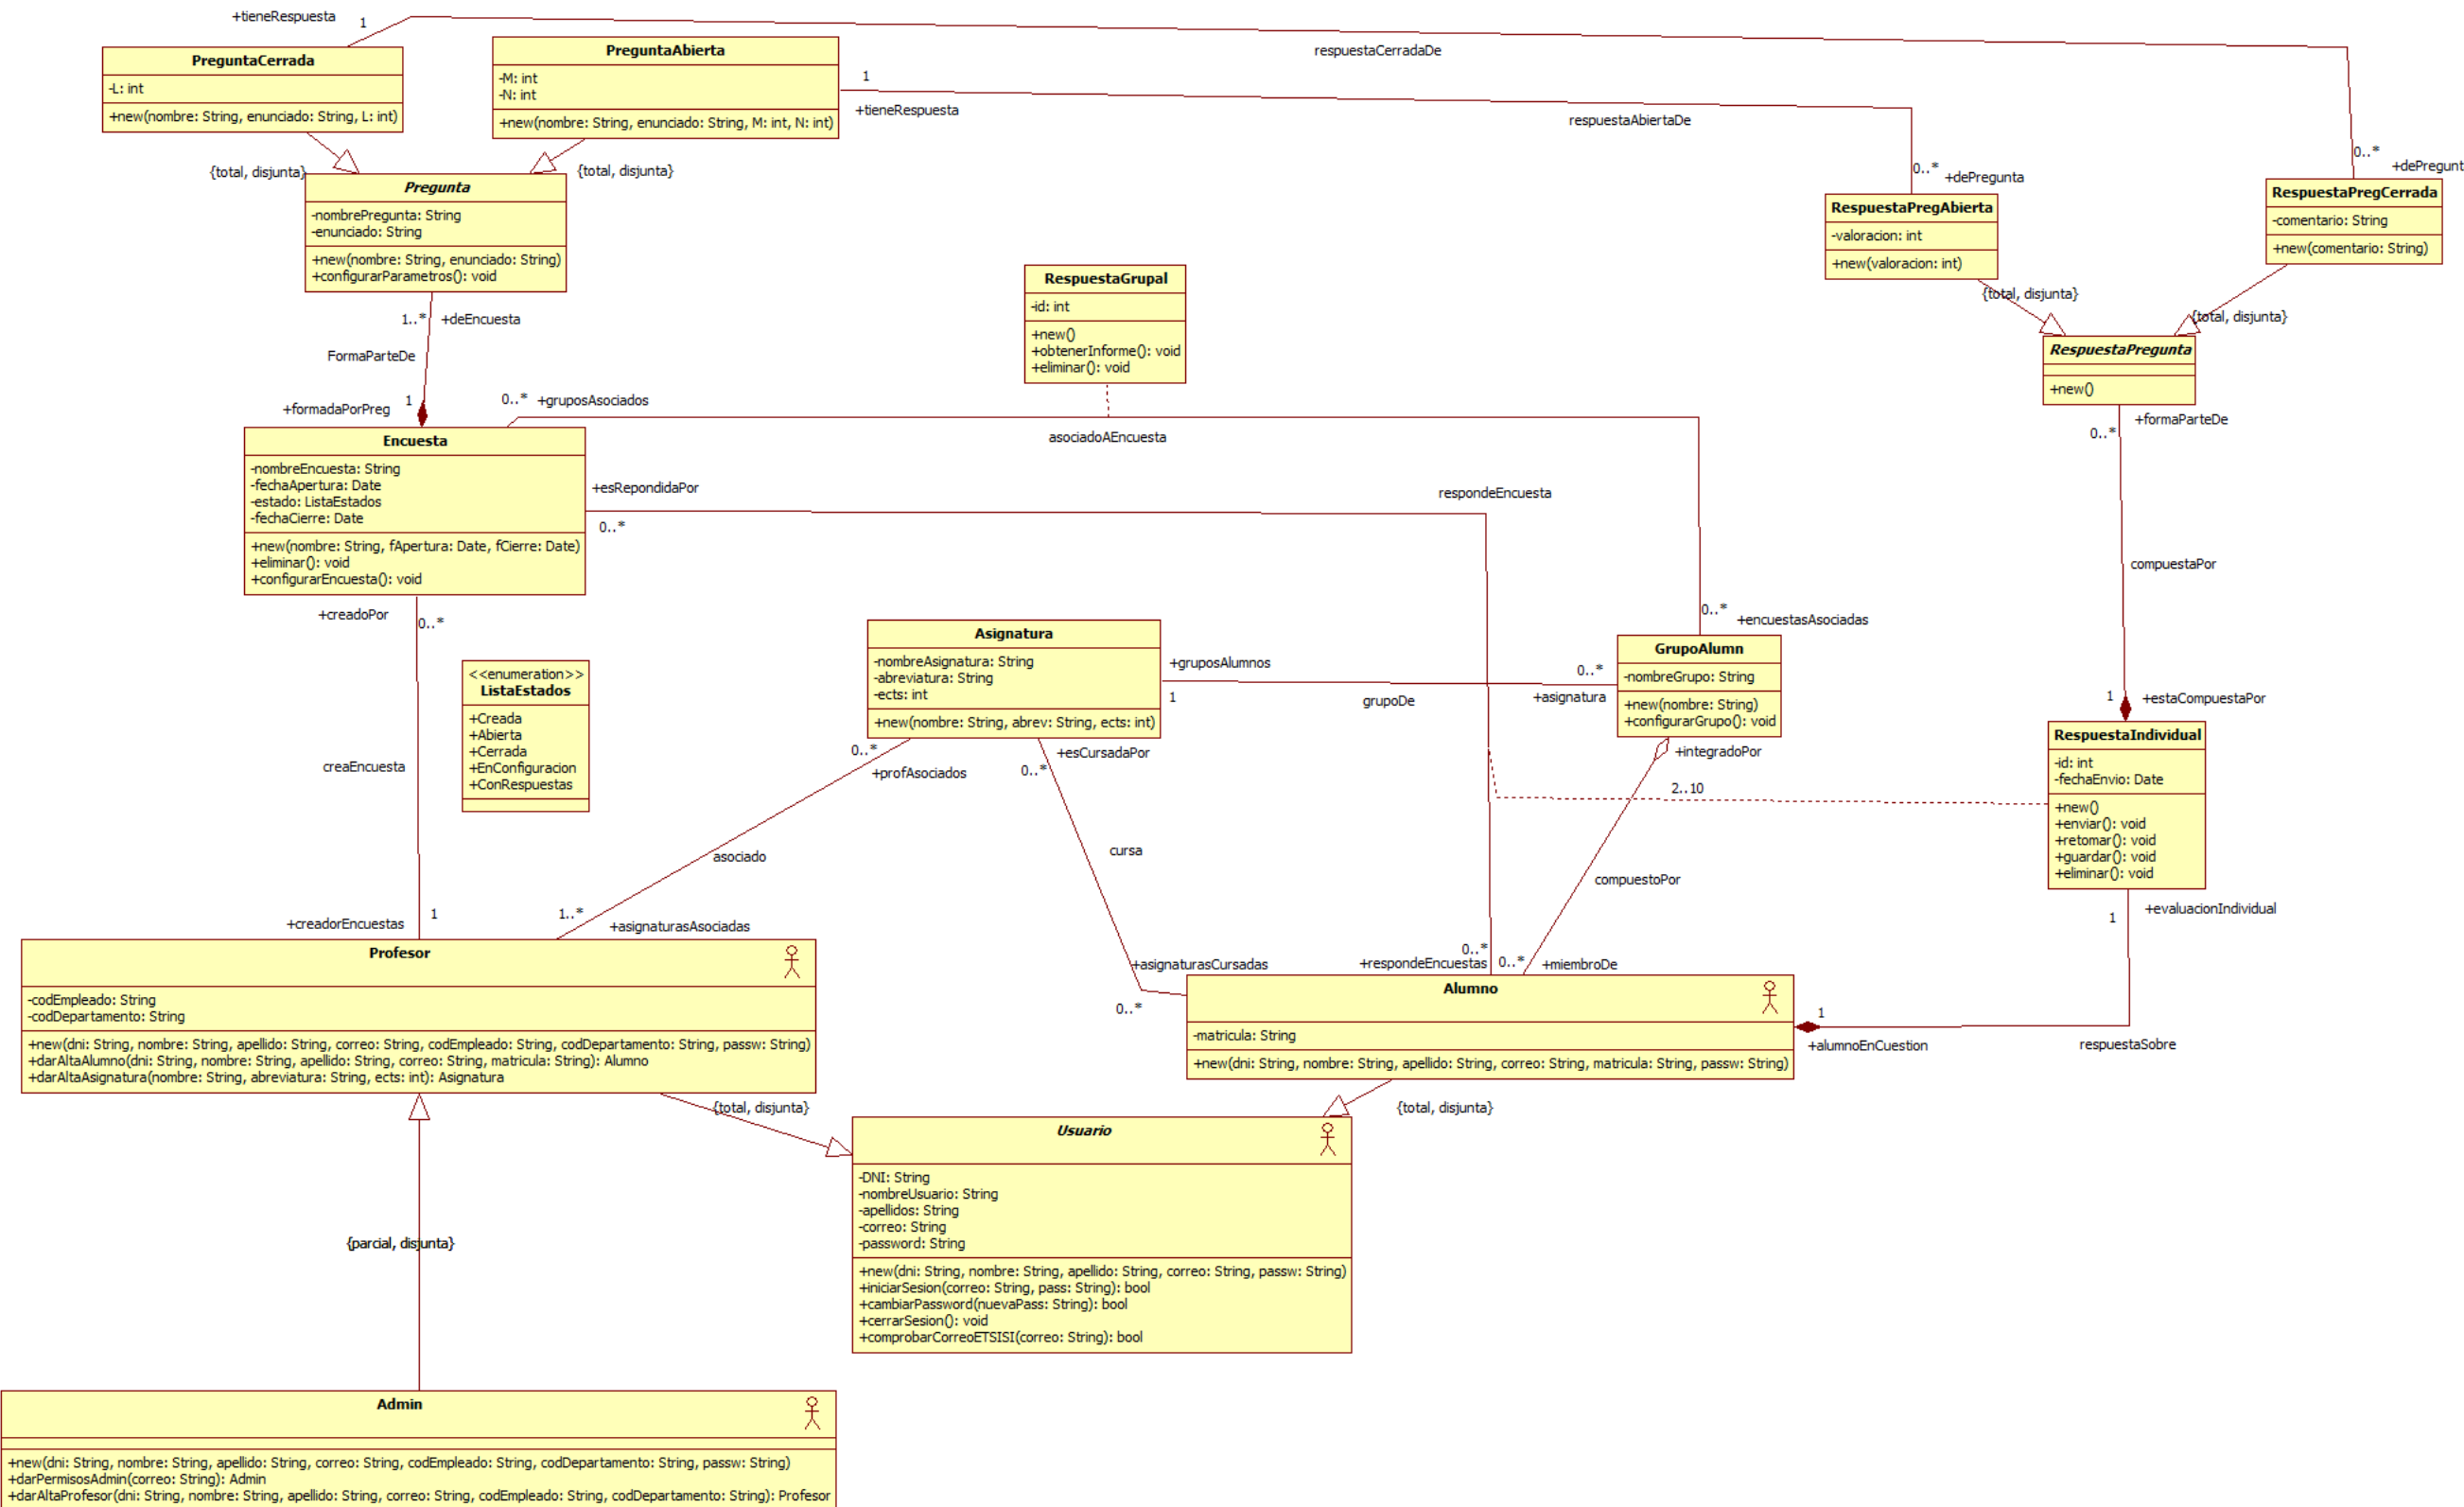 +tieneRespuesta
1
respuestaCerradaDe
PreguntaCerrada
-L: int
+new(nombre: String, enunciado: String, L: int)
PreguntaAbierta
-M: int
-N: int
+new(nombre: String, enunciado: String, M: int, N: int)
1
+tieneRespuesta
respuestaAbiertaDe
{total, disjunta}
{total, disjunta}
Pregunta
-nombrePregunta: String
-enunciado: String
+new(nombre: String, enunciado: String)
+configurarParametros(): void
0..*
+dePregunta
0..*
+dePregunt
RespuestaPregAbierta
-valoracion: int
+new(valoracion: int)
RespuestaPregCerrada
-comentario: String
+new(comentario: String)
{total, disjunta}
{total, disjunta}
RespuestaGrupal
-id: int
+new()
+obtenerInforme(): void
+eliminar(): void
RespuestaPregunta
+new()
1..*
+deEncuesta
FormaParteDe
1
+formadaPorPreg
0..*
+gruposAsociados
asociadoAEncuesta
+formaParteDe
0..*
Encuesta
-nombreEncuesta: String
-fechaApertura: Date
-estado: ListaEstados
-fechaCierre: Date
+new(nombre: String, fApertura: Date, fCierre: Date)
+eliminar(): void
+configurarEncuesta(): void
+esRepondidaPor
0..*
respondeEncuesta
compuestaPor
+creadoPor
0..*
<<enumeration>>
ListaEstados
+Creada
+Abierta
+Cerrada
+EnConfiguracion
+ConRespuestas
creaEncuesta
Asignatura
-nombreAsignatura: String
-abreviatura: String
-ects: int
+new(nombre: String, abrev: String, ects: int)
+gruposAlumnos
1
grupoDe
0..*
+asignatura
0..*
+encuestasAsociadas
GrupoAlumn
-nombreGrupo: String
+new(nombre: String)
+configurarGrupo(): void
+integradoPor
1
+estaCompuestaPor
RespuestaIndividual
-id: int
-fechaEnvio: Date
+new()
+enviar(): void
+retomar(): void
+guardar(): void
+eliminar(): void
2..10
0..*
+profAsociados
+esCursadaPor
0..*
asociado
cursa
compuestoPor
1
+evaluacionIndividual
+creadorEncuestas
1
1..*
+asignaturasAsociadas
+asignaturasCursadas
0..*
0..*
+respondeEncuestas
0..*
+miembroDe
Profesor
-codEmpleado: String
-codDepartamento: String
+new(dni: String, nombre: String, apellido: String, correo: String, codEmpleado: String, codDepartamento: String, passw: String)
+darAltaAlumno(dni: String, nombre: String, apellido: String, correo: String, matricula: String): Alumno
+darAltaAsignatura(nombre: String, abreviatura: String, ects: int): Asignatura
Alumno
-matricula: String
+new(dni: String, nombre: String, apellido: String, correo: String, matricula: String, passw: String)
1
+alumnoEnCuestion
respuestaSobre
{total, disjunta}
{total, disjunta}
Usuario
-DNI: String
-nombreUsuario: String
-apellidos: String
-correo: String
-password: String
+new(dni: String, nombre: String, apellido: String, correo: String, passw: String)
+iniciarSesion(correo: String, pass: String): bool
+cambiarPassword(nuevaPass: String): bool
+cerrarSesion(): void
+comprobarCorreoETSISI(correo: String): bool
{parcial, disjunta}
Admin
+new(dni: String, nombre: String, apellido: String, correo: String, codEmpleado: String, codDepartamento: String, passw: String)
+darPermisosAdmin(correo: String): Admin
+darAltaProfesor(dni: String, nombre: String, apellido: String, correo: String, codEmpleado: String, codDepartamento: String): Profesor